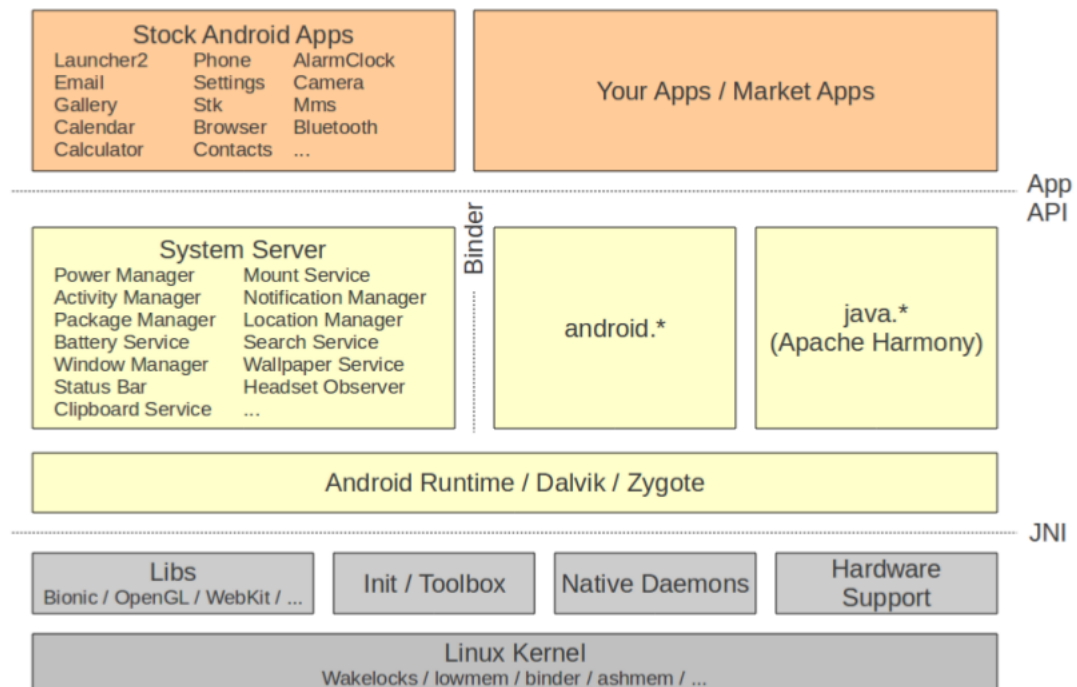 Stock Android Apps
Launcher2 Phone AlarmClock
Email Settings Camera
Gallery Stk Mms
Calendar Browser Bluetooth
Calculator Contacts ...
Your Apps / Market Apps
App
API
System Server
Power Manager Mount Service
Activity Manager Notification Manager
Package Manager Location Manager
Battery Service Search Service
Window Manager Wallpaper Service
Status Bar Headset Observer
Clipboard Service ...
Binder
android.*
java.*
(Apache Harmony)
Android Runtime / Dalvik / Zygote
JNI
Libs
Bionic / OpenGL / WebKit / ...
Init / Toolbox
Native Daemons
Hardware
Support
Linux Kernel
Wakelocks / lowmem / binder / ashmem / ...